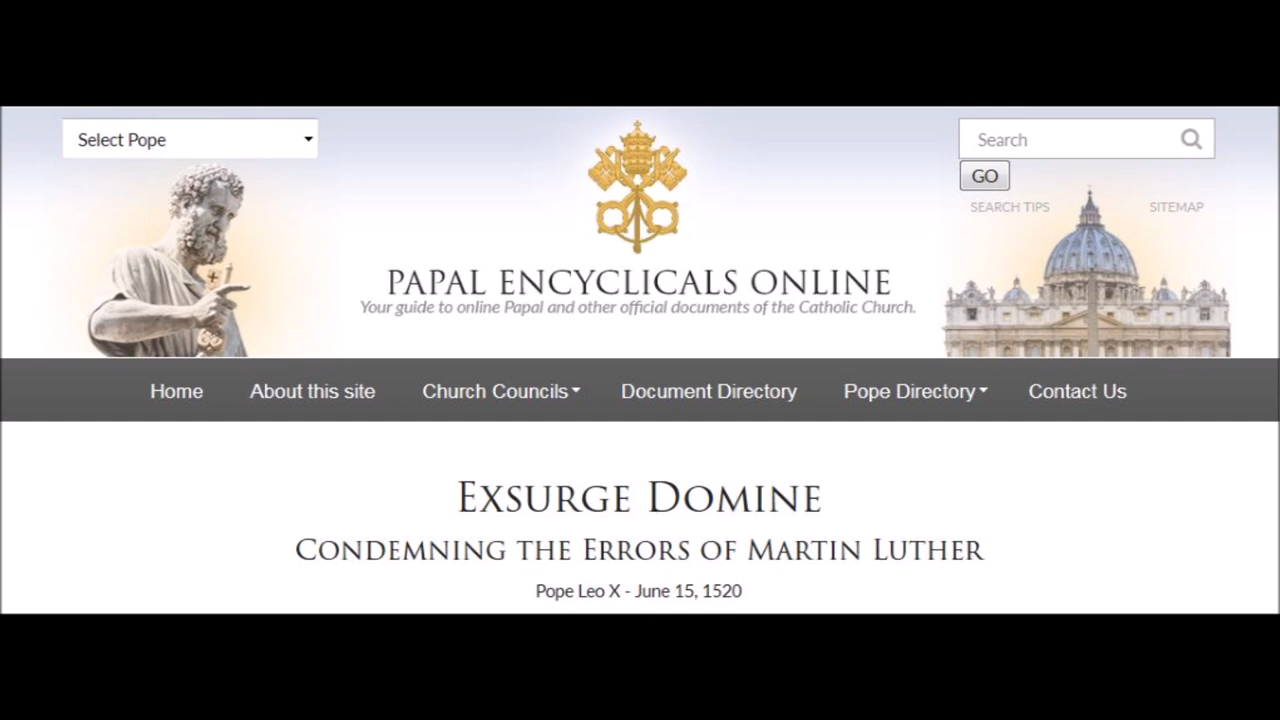 Select Pope
Search
GO
SEARCH TIPS
SITEMAP
PAPAL ENCYCLICALS ONLINE
Your guide to online Papal and other official documents of the Catholic Church.
Home
About this site
Church Councils
Document Directory
Pope Directory
Contact Us
EXSURGE DOMINE
CONDEMNING THE ERRORS OF MARTIN LUTHER
Pope Leo X - June 15, 1520